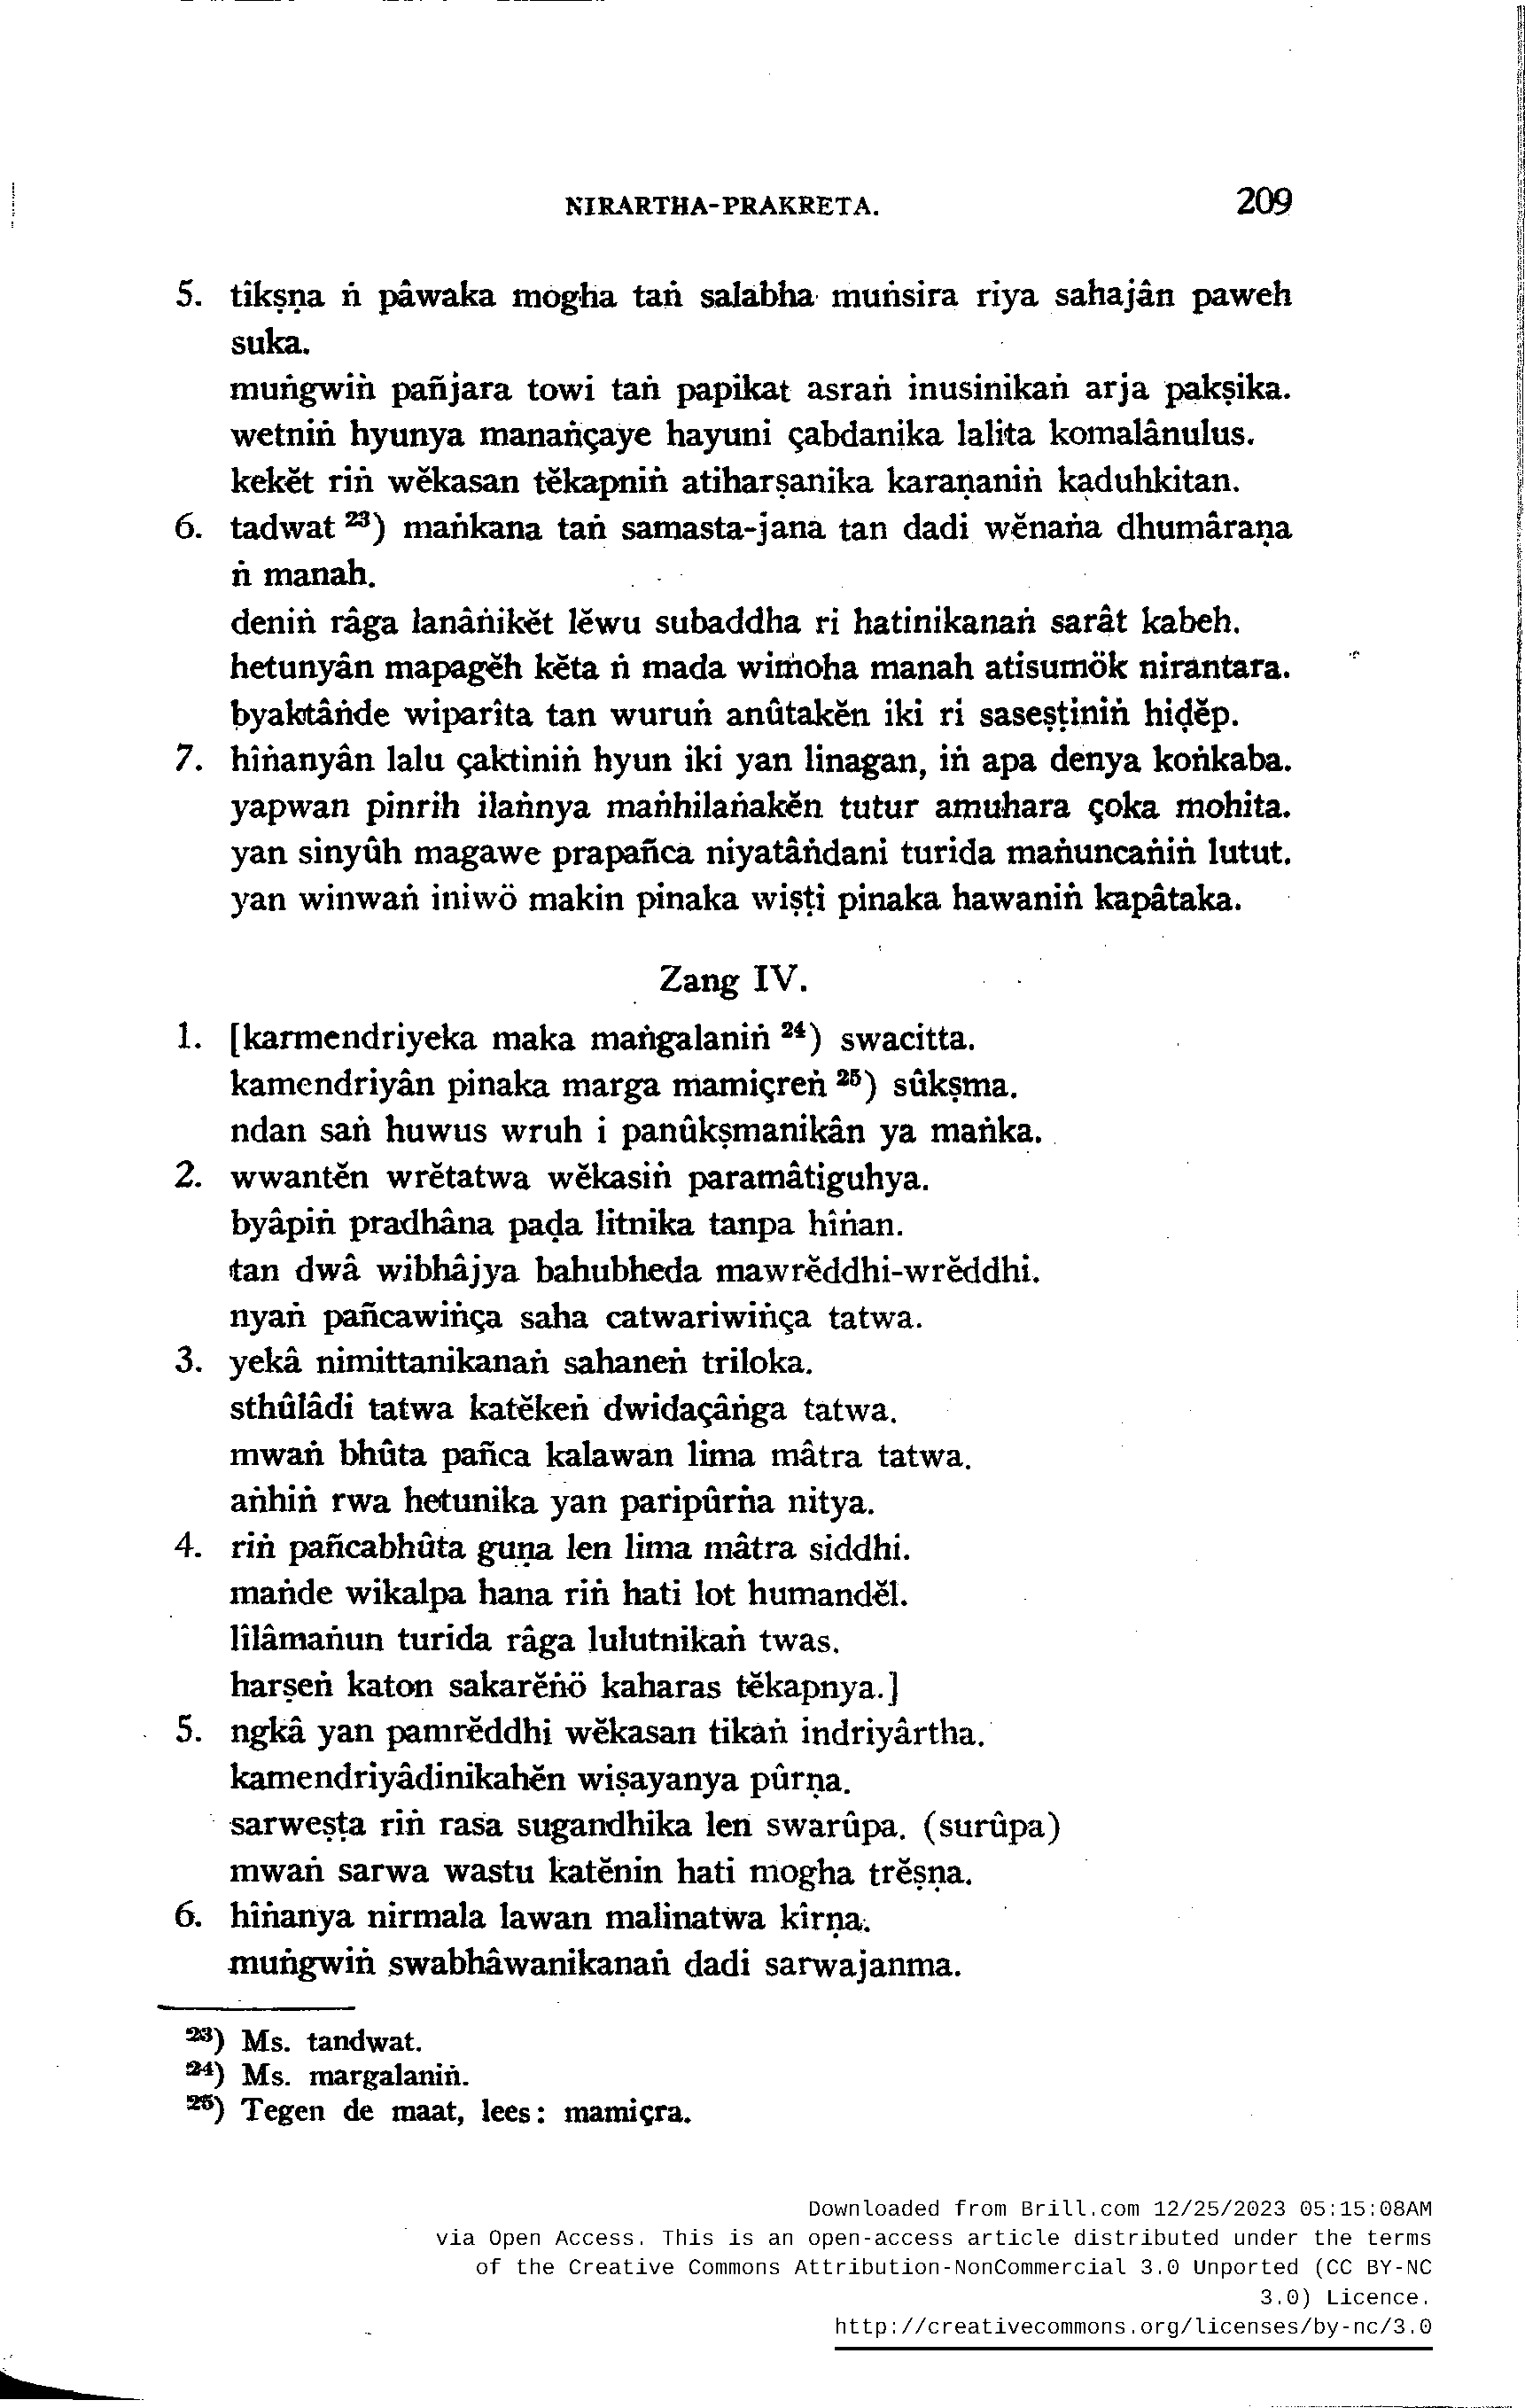 NIRARTHA-PRAKRETA. 209
5. tîkṣṇa ṅ pâwaka mogha taṅ salabha muṅsira riya sahajân paweh
suka.
muṅgwiṅ pañjara towi taṅ papikat asraṅ inusinikaṅ arja pakṣika.
wetniṅ hyunya manaṅçaye hayuni çabdanika lalita komalânulus.
kekĕt riṅ wĕkasan tĕkapniṅ atiharṣanika karaṇaniṅ kaḍuhkitan.
6. tadwat ²³) maṅkana taṅ samasta-jana tan dadi wĕnaṅa dhumâraṇa
ṅ manah.
deniṅ râga lanâṅikĕt lĕwu subaddha ri hatinikanaṅ sarât kabeh.
hetunyân mapagĕh kĕta ṅ mada wimoha manah atisumök nirantara.
byaktâṅde wiparîta tan wuruṅ anûtakĕn iki ri saseṣṭiniṅ hiḍĕp.
7. hîṅanyân lalu çaktiniṅ hyun iki yan linagan, iṅ apa denya koṅkaba.
yapwan pinrih ilaṅnya maṅhilaṅakĕn tutur amuhara çoka mohita.
yan sinyûh magawe prapañca niyatâṅdani turida maṅuncaṅiṅ lutut.
yan winwaṅ iniwö makin pinaka wiṣṭi pinaka hawaniṅ kapâtaka.
Zang IV.
1. [karmendriyeka maka maṅgalaniṅ ²⁴) swacitta.
kamendriyân pinaka marga mamiçreṅ ²⁵) sûkṣma.
ndan saṅ huwus wruh i panûkṣmanikân ya maṅka.
2. wwantĕn wrĕtatwa wĕkasiṅ paramâtiguhya.
byâpiṅ pradhâna paḍa litnika tanpa hîṅan.
tan dwâ wibhâjya bahubheda mawrĕddhi-wrĕddhi.
nyaṅ pañcawiṅça saha catwariwiṅça tatwa.
3. yekâ nimittanikanaṅ sahaneṅ triloka.
sthûlâdi tatwa katĕkeṅ dwidaçâṅga tatwa.
mwaṅ bhûta pañca kalawan lima mâtra tatwa.
aṅhiṅ rwa hetunika yan paripûrṅa nitya.
4. riṅ pañcabhûta guṇa len lima mâtra siddhi.
maṅde wikalpa hana riṅ hati lot humandĕl.
lîlâmaṅun turida râga lulutnikaṅ twas.
harṣeṅ katon sakarĕṅö kaharas tĕkapnya.]
5. ngkâ yan pamrĕddhi wĕkasan tikaṅ indriyârtha.
kamendriyâdinikahĕn wiṣayanya pûrṇa.
sarweṣṭa riṅ rasa sugandhika len swarûpa. (surûpa)
mwaṅ sarwa wastu katĕnin hati mogha trĕṣṇa.
6. hîṅanya nirmala lawan malinatwa kîrṇa.
muṅgwiṅ swabhâwanikanaṅ dadi sarwajanma.
²³) Ms. tandwat.
²⁴) Ms. margalaniṅ.
²⁵) Tegen de maat, lees: mamiçra.
Downloaded from Brill.com 12/25/2023 05:15:08AM
via Open Access. This is an open-access article distributed under the terms
of the Creative Commons Attribution-NonCommercial 3.0 Unported (CC BY-NC
3.0) Licence.
http://creativecommons.org/licenses/by-nc/3.0